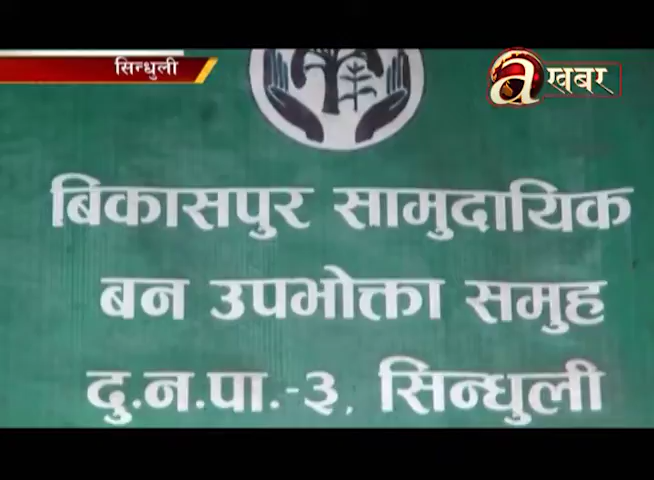 सिन्धुली
a खबर
बिकासपुर सामुदायिक
बन उपभोक्ता समुह
दु.न.पा.-३, सिन्धुली